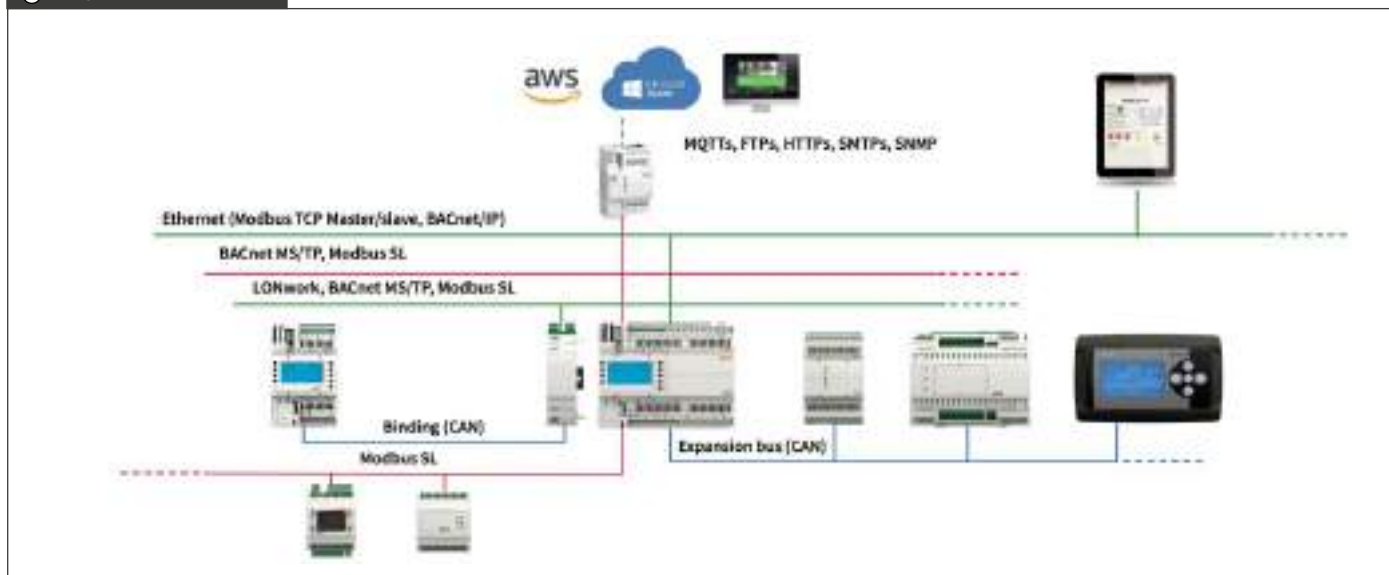 aws
MQTTs, FTPs, HTTPs, SMTPs, SNMP
Ethernet (Modbus TCP Master/slave, BACnet/IP)
BACnet MS/TP, Modbus SL
LONwork, BACnet MS/TP, Modbus SL
Binding (CAN)
Expansion bus (CAN)
Modbus SL